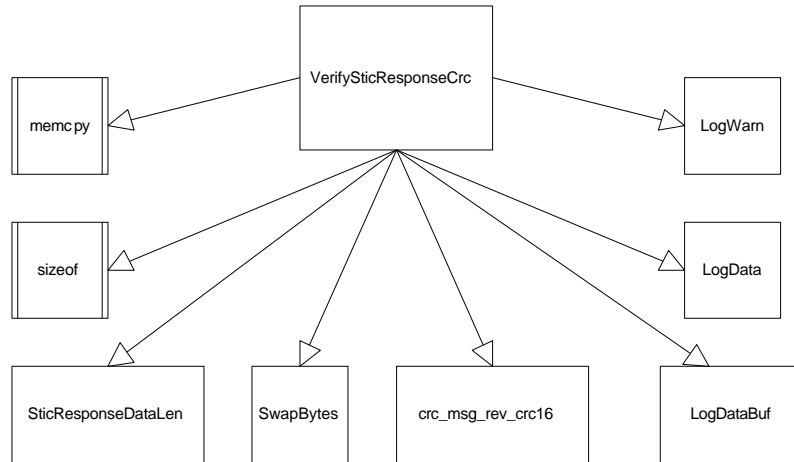 VerifySticResponseCrc
memcpy
LogWarn
sizeof
LogData
SticResponseDataLen
SwapBytes
crc_msg_rev_crc16
LogDataBuf